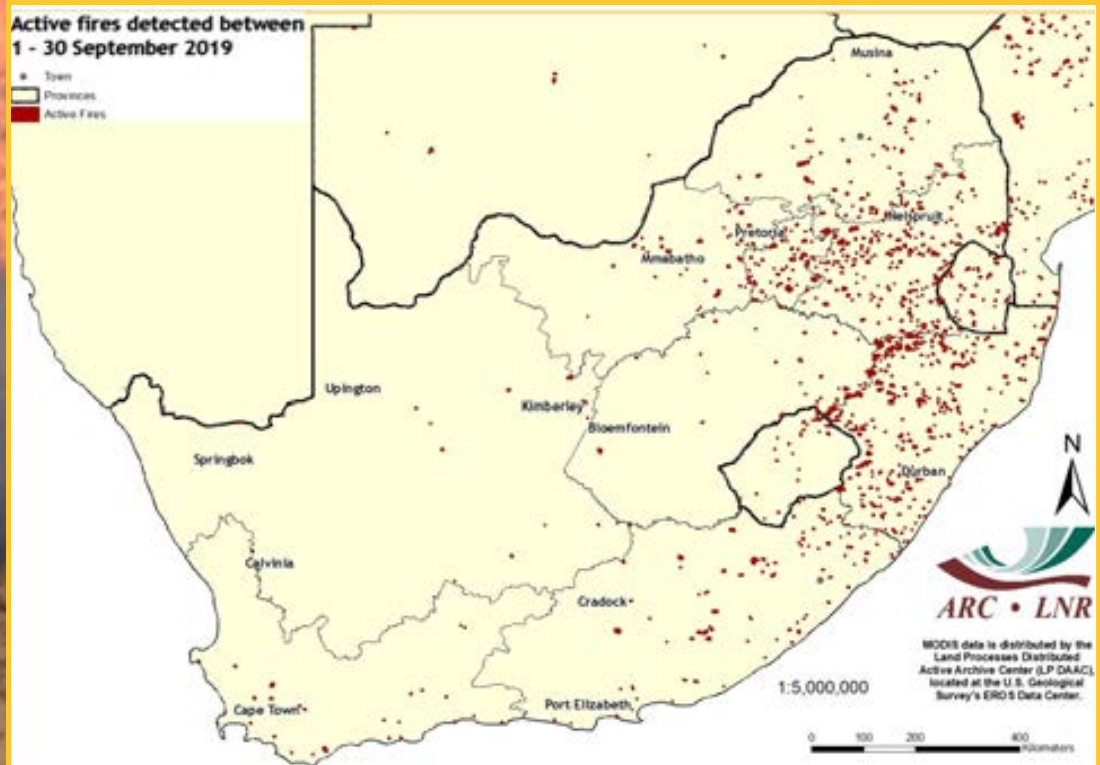 Active fires detected between
1 - 30 September 2019
Town
Provinces
Active Fires
Musina
Nelspruit
Pretoria
Mmabatho
Upington
Kimberley
Bloemfontein
Springbok
Durban
Calvinia
Cradock
Cape Town
Port Elizabeth
N
ARC • LNR
MODIS data is distributed by the
Land Processes Distributed
Active Archive Center (LP DAAC),
located at the U.S. Geological
Survey's EROS Data Center.
1:5,000,000
0 100 200 400
Kilometers